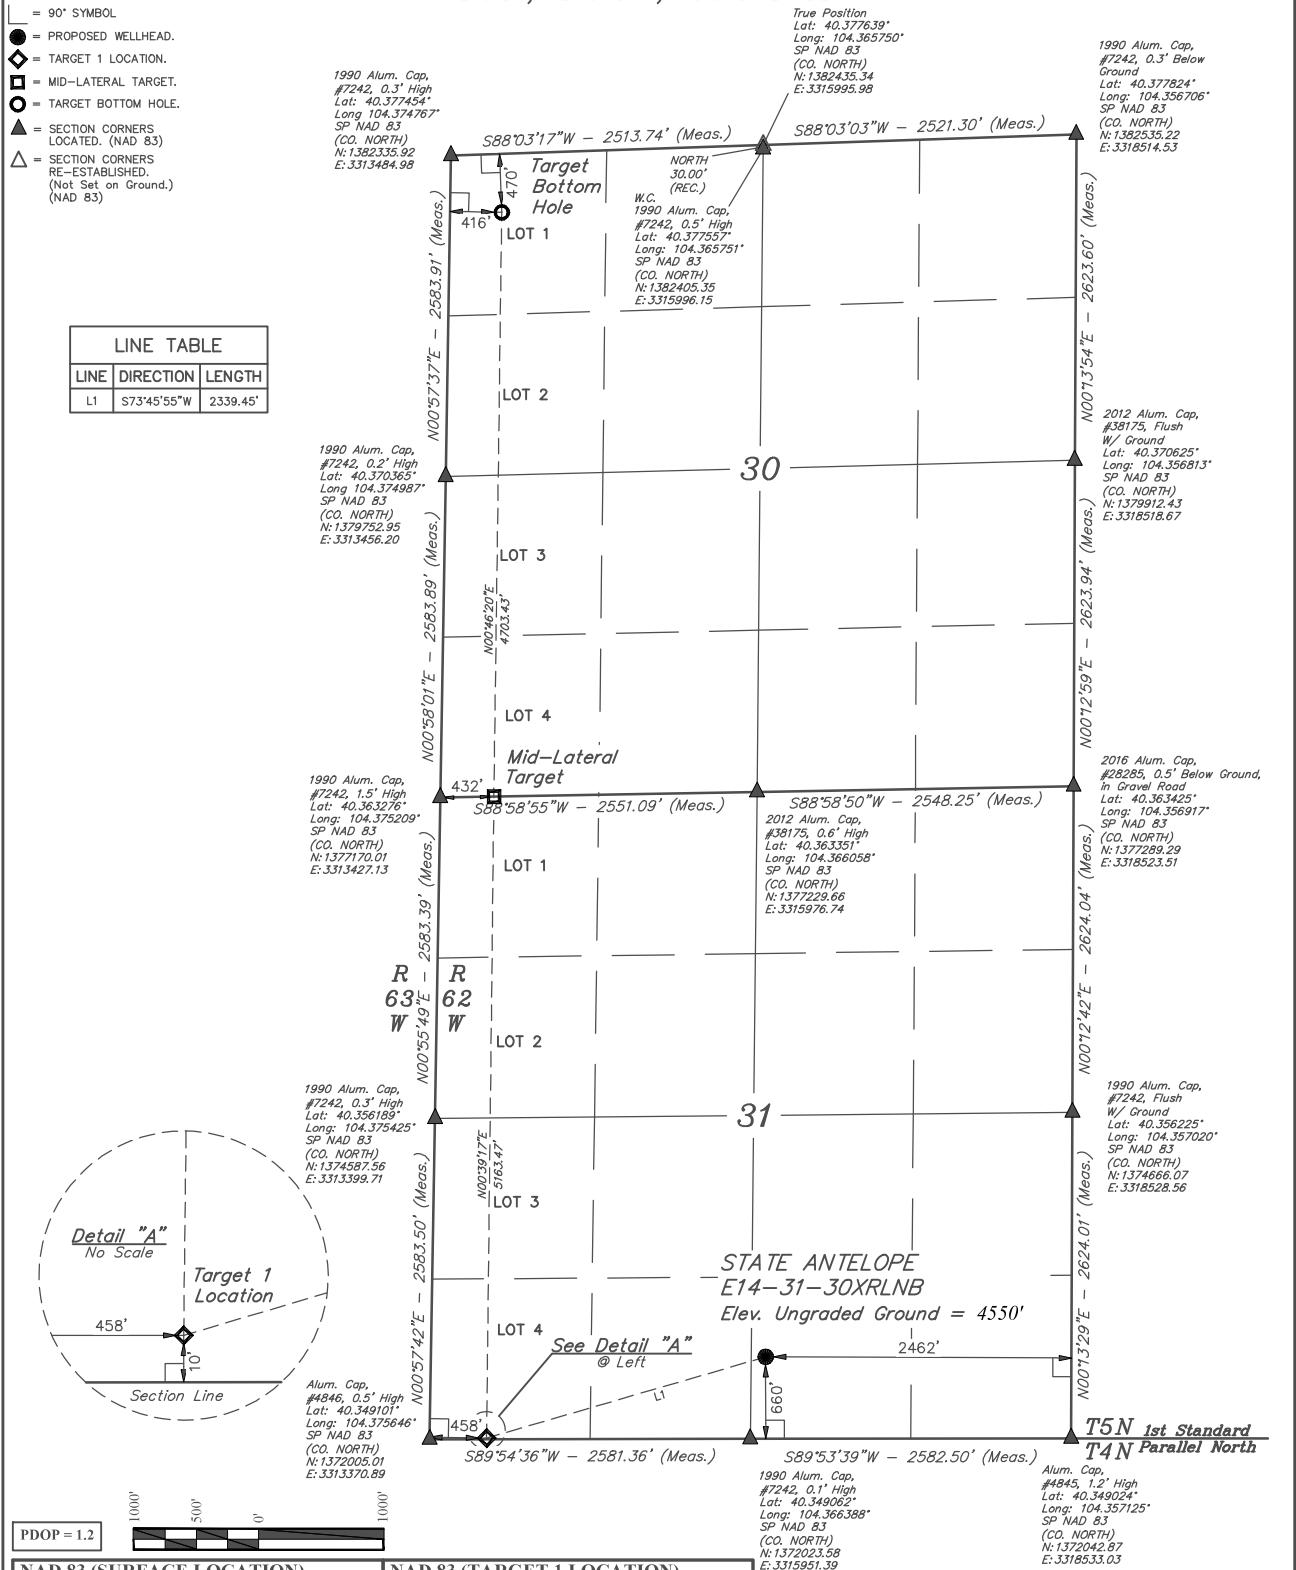 = 90° SYMBOL
= PROPOSED WELLHEAD.
= TARGET 1 LOCATION.
= MID-LATERAL TARGET.
= TARGET BOTTOM HOLE.
= SECTION CORNERS
LOCATED. (NAD 83)
= SECTION CORNERS
RE-ESTABLISHED.
(Not Set on Ground.)
(NAD 83)
True Position
Lat: 40.377639°
Long: 104.365750°
SP NAD 83
(CO. NORTH)
N:1382435.34
E:3315995.98
1990 Alum. Cap,
#7242, 0.3' Below
Ground
Lat: 40.377824°
Long: 104.356706°
SP NAD 83
(CO. NORTH)
N:1382535.22
E:3318514.53
1990 Alum. Cap,
#7242, 0.3' High
Lat: 40.377454°
Long 104.374767°
SP NAD 83
(CO. NORTH)
N:1382335.92
E:3313484.98
S88°03'17"W - 2513.74' (Meas.)
S88°03'03"W - 2521.30' (Meas.)
NORTH
30.00'
(REC.)
Target
Bottom
Hole
470'
416'
LOT 1
W.C.
1990 Alum. Cap,
#7242, 0.5' High
Lat: 40.377557°
Long: 104.365751°
SP NAD 83
(CO. NORTH)
N:1382405.35
E:3315996.15
N00°57'37"E - 2583.91' (Meas.)
N00°13'54"E - 2623.60' (Meas.)
LINE TABLE
LINE DIRECTION LENGTH
L1 S73°45'55"W 2339.45'
LOT 2
1990 Alum. Cap,
#7242, 0.2' High
Lat: 40.370365°
Long 104.374987°
SP NAD 83
(CO. NORTH)
N:1379752.95
E:3313456.20
30
2012 Alum. Cap,
#38175, Flush
W/ Ground
Lat: 40.370625°
Long: 104.356813°
SP NAD 83
(CO. NORTH)
N:1379912.43
E:3318518.67
LOT 3
N00°46'20"E
4703.43'
N00°58'01"E - 2583.89' (Meas.)
N00°12'59"E - 2623.94' (Meas.)
LOT 4
Mid-Lateral
Target
432'
S88°58'55"W - 2551.09' (Meas.)
S88°58'50"W - 2548.25' (Meas.)
1990 Alum. Cap,
#7242, 1.5' High
Lat: 40.363276°
Long: 104.375209°
SP NAD 83
(CO. NORTH)
N:1377170.01
E:3313427.13
2012 Alum. Cap,
#38175, 0.6' High
Lat: 40.363351°
Long: 104.366058°
SP NAD 83
(CO. NORTH)
N:1377229.66
E:3315976.74
2016 Alum. Cap,
#28285, 0.5' Below Ground,
in Gravel Road
Lat: 40.363425°
Long: 104.356917°
SP NAD 83
(CO. NORTH)
N:1377289.29
E:3318523.51
LOT 1
N00°55'49"E - 2583.39' (Meas.)
N00°12'42"E - 2624.04' (Meas.)
R
63
W
R
62
W
LOT 2
1990 Alum. Cap,
#7242, 0.3' High
Lat: 40.356189°
Long: 104.375425°
SP NAD 83
(CO. NORTH)
N:1374587.56
E:3313399.71
31
1990 Alum. Cap,
#7242, Flush
W/ Ground
Lat: 40.356225°
Long: 104.357020°
SP NAD 83
(CO. NORTH)
N:1374666.07
E:3318528.56
N00°39'17"E
5163.47'
LOT 3
N00°57'42"E - 2583.50' (Meas.)
N00°13'29"E - 2624.01' (Meas.)
Detail "A"
No Scale
Target 1
Location
458'
10'
Section Line
STATE ANTELOPE
E14-31-30XRLNB
Elev. Ungraded Ground = 4550'
LOT 4
See Detail "A"
@ Left
2462'
L1
660'
458'
Alum. Cap,
#4846, 0.5' High
Lat: 40.349101°
Long: 104.375646°
SP NAD 83
(CO. NORTH)
N:1372005.01
E:3313370.89
S89°54'36"W - 2581.36' (Meas.)
S89°53'39"W - 2582.50' (Meas.)
T5N 1st Standard
T4N Parallel North
1990 Alum. Cap,
#7242, 0.1' High
Lat: 40.349062°
Long: 104.366388°
SP NAD 83
(CO. NORTH)
N:1372023.58
E:3315951.39
Alum. Cap,
#4845, 1.2' High
Lat: 40.349024°
Long: 104.357125°
SP NAD 83
(CO. NORTH)
N:1372042.87
E:3318533.03
PDOP = 1.2
1000'
500'
0'
1000'
NAD 83 (SURFACE LOCATION)
NAD 83 (TARGET 1 LOCATION)